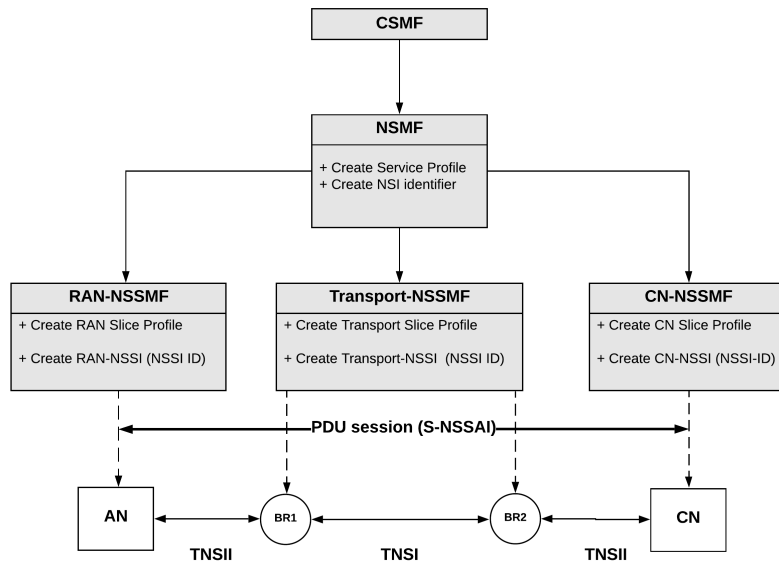 CSMF
NSMF
+ Create Service Profile
+ Create NSI identifier
RAN-NSSMF
+ Create RAN Slice Profile
+ Create RAN-NSSI (NSSI ID)
Transport-NSSMF
+ Create Transport Slice Profile
+ Create Transport-NSSI (NSSI ID)
CN-NSSMF
+ Create CN Slice Profile
+ Create CN-NSSI (NSSI-ID)
PDU session (S-NSSAI)
AN
BR1
BR2
CN
TNSII
TNSI
TNSII